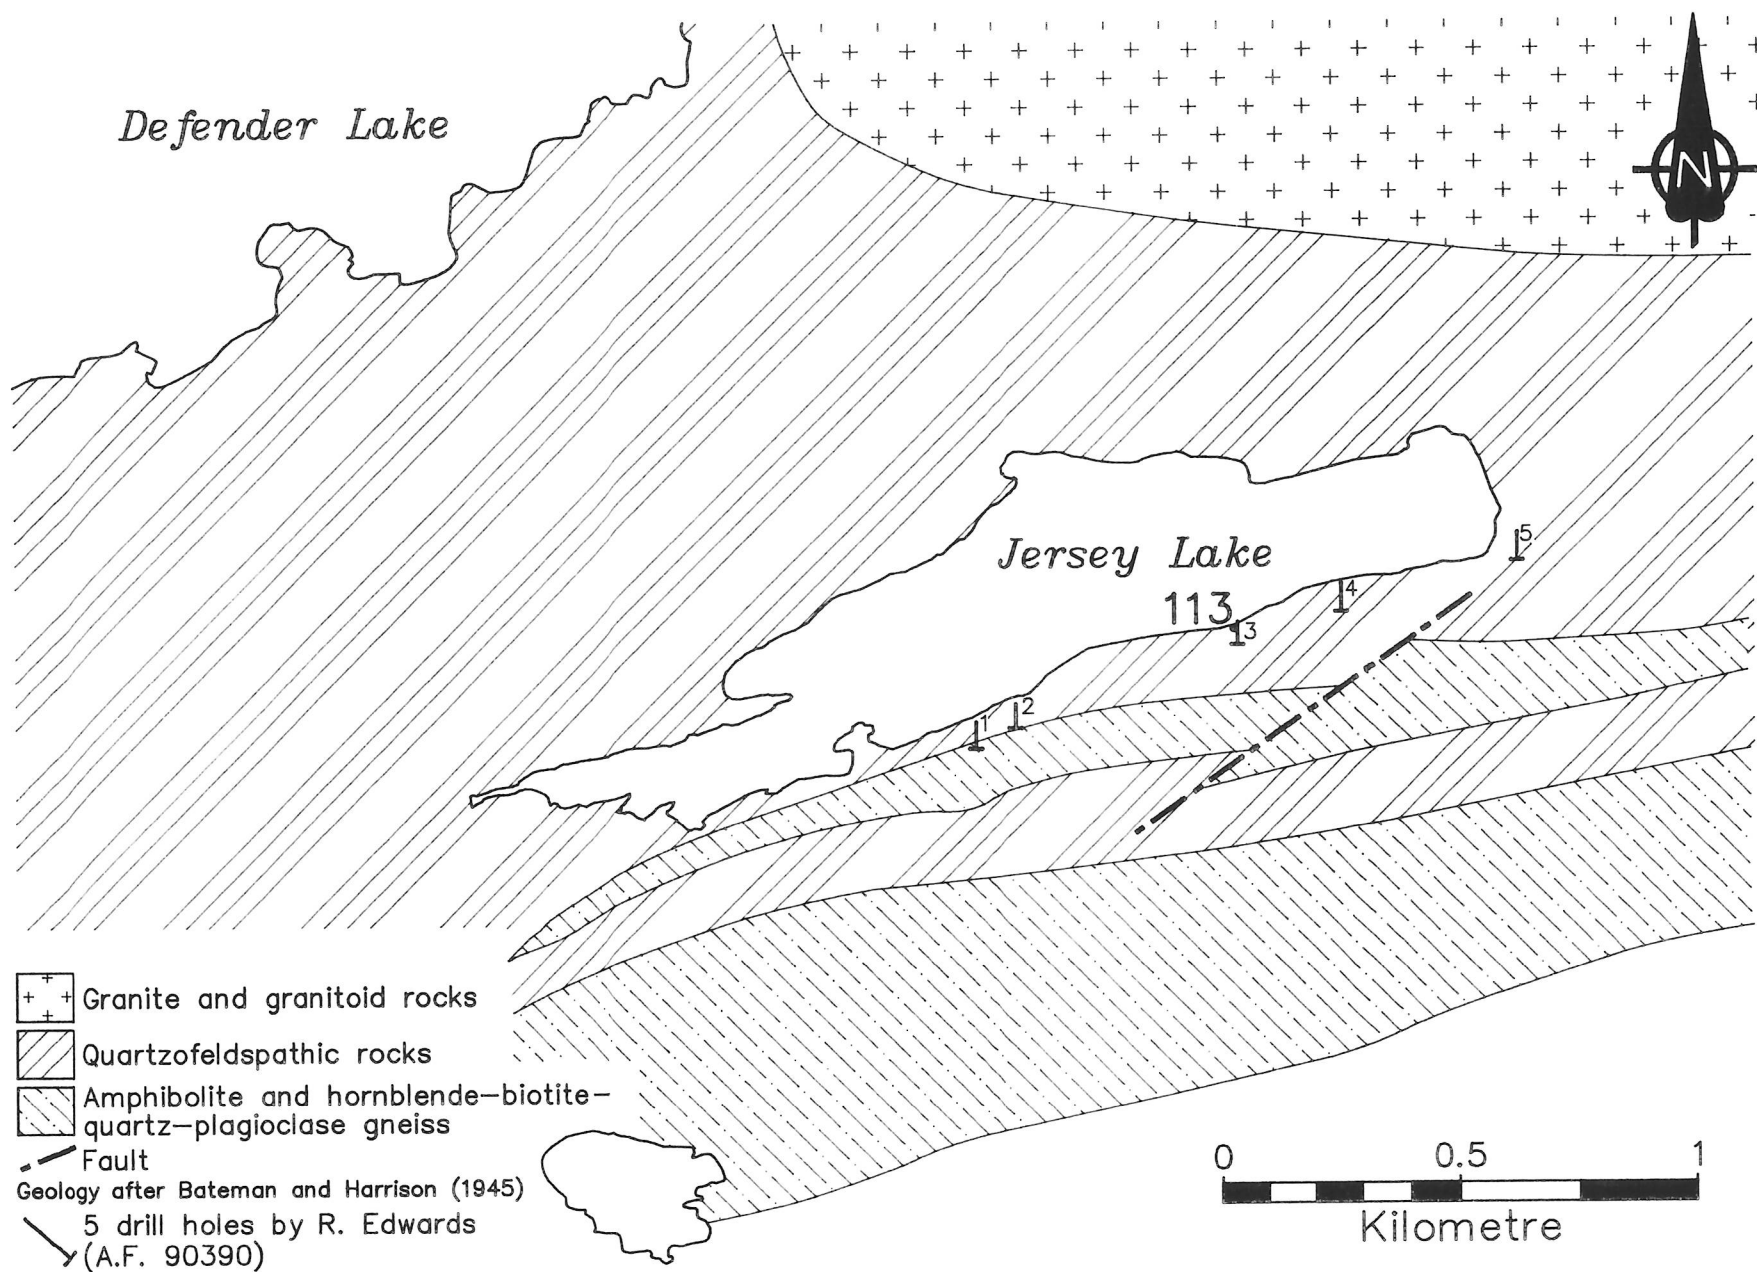 Defender Lake
N
Jersey Lake
5
4
113
3
2
1
Granite and granitoid rocks
Quartzofeldspathic rocks
Amphibolite and hornblende-biotite-
quartz-plagioclase gneiss
Fault
Geology after Bateman and Harrison (1945)
5 drill holes by R. Edwards
(A.F. 90390)
0 0.5 1
Kilometre